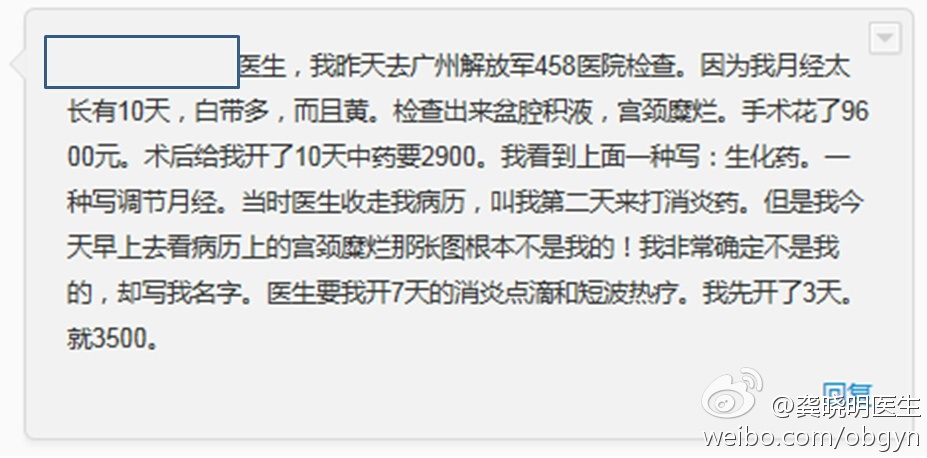 医生，我昨天去广州解放军458医院检查。因为我月经太
长有10天，白带多，而且黄。检查出来盆腔积液，宫颈糜烂。手术花了96
00元。术后给我开了10天中药要2900。我看到上面一种写：生化药。一
种写调节月经。当时医生收走我病历，叫我第二天来打消炎药。但是我今
天早上去看病历上的宫颈糜烂那张图根本不是我的！我非常确定不是我
的，却写我名字。医生要我开7天的消炎点滴和短波热疗。我先开了3天。
就3500。
回复
@龚晓明医生
weibo.com/obgyn